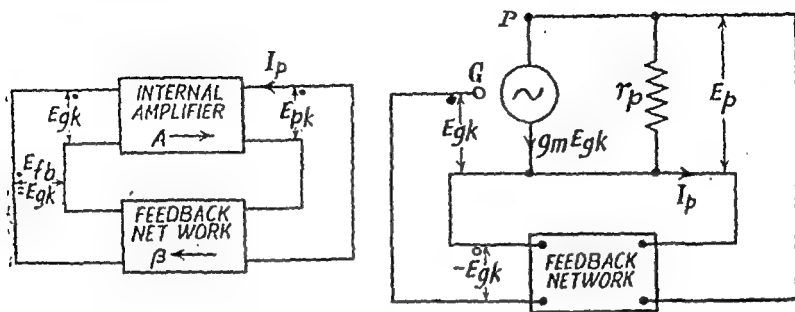 INTERNAL
AMPLIFIER
A
Ip
Egk
Epk
Efb
=Egk
FEEDBACK
NET WORK
β
P
G
rp
Ep
Egk
gmEgk
Ip
-Egk
FEEDBACK
NETWORK